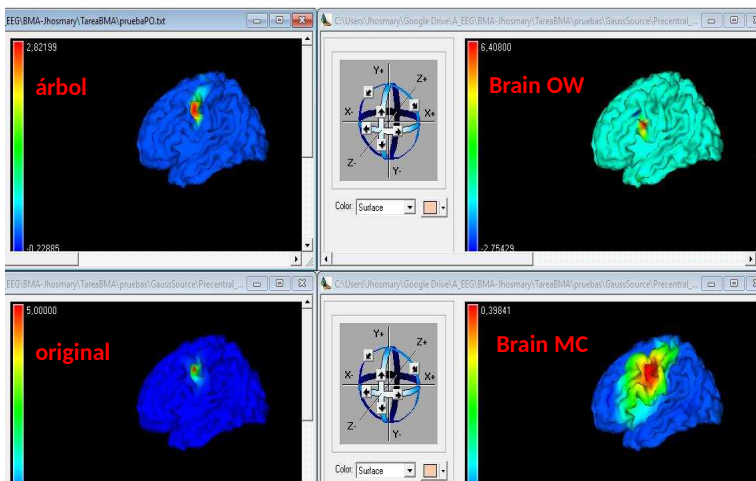 _EEG\BMA-Jhosmary\TareaBMA\pruebaPO.txt
2,82199
árbol
-0,22885
C:\Users\Jhosmary\Google Drive\A_EEG\BMA-Jhosmary\TareaBMA\pruebas\GaussSource\Precentral_...
Y+
Z+
X-
X+
Z-
Y-
Color:
Surface
6,40800
Brain OW
-2,75429
_EEG\BMA-Jhosmary\TareaBMA\pruebas\GaussSource\Precentral_...
5,00000
original
C:\Users\Jhosmary\Google Drive\A_EEG\BMA-Jhosmary\TareaBMA\pruebas\GaussSource\Precentral_...
Y+
Z+
X-
X+
Z-
Y-
Color:
Surface
0,39841
Brain MC